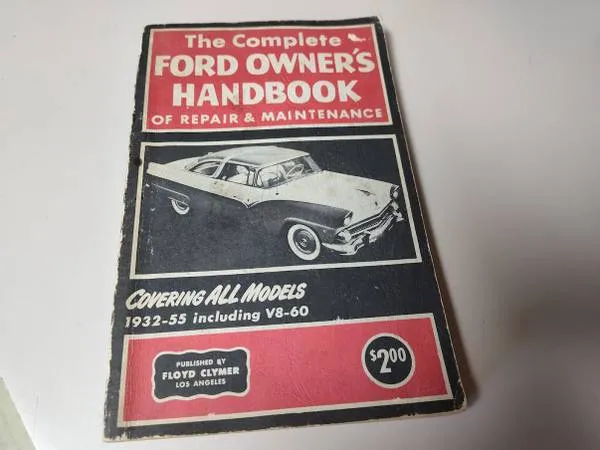 The Complete
FORD OWNER'S
HANDBOOK
OF REPAIR & MAINTENANCE
COVERING ALL MODELS
1932-55 including V8-60
PUBLISHED BY
FLOYD CLYMER
LOS ANGELES
$2.00